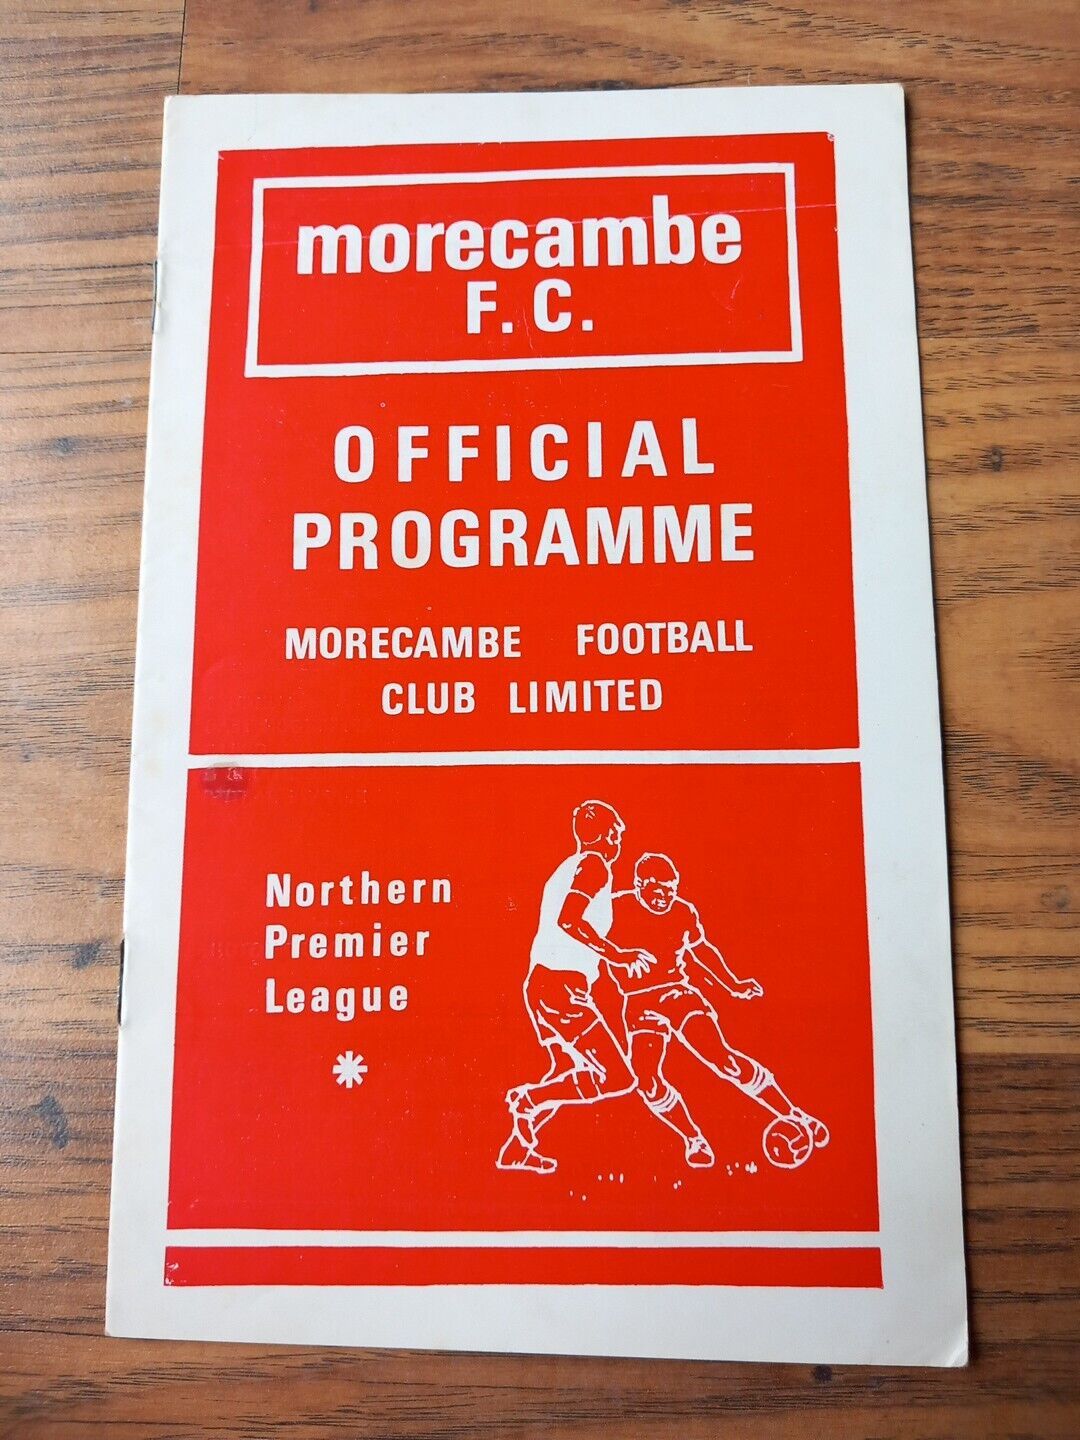 morecambe
F. C.
OFFICIAL
PROGRAMME
MORECAMBE FOOTBALL
CLUB LIMITED
Northern
Premier
League
*